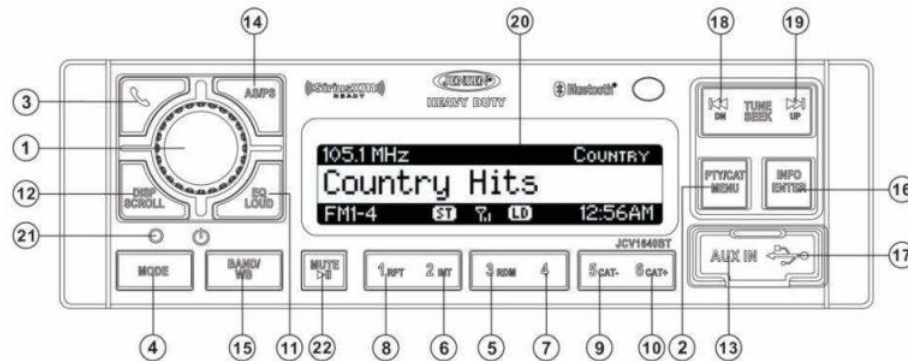 14
20
18
19
3
AS/PS
SiriusXM
READY
JENSEN
HEAVY DUTY
Bluetooth®
DN
TUNE
SEEK
UP
1
105.1 MHz
COUNTRY
Country Hits
FM1-4
ST
LD
12:56AM
12
DISP
SCROLL
EQ
LOUD
PTY/CAT
MENU
INFO
ENTER
16
21
JCV1640BT
MODE
BAND/
WB
MUTE
1 RPT
2 INT
3 RDM
4
5 CAT-
6 CAT+
AUX IN
17
4
15
11
22
8
6
5
7
9
10
2
13